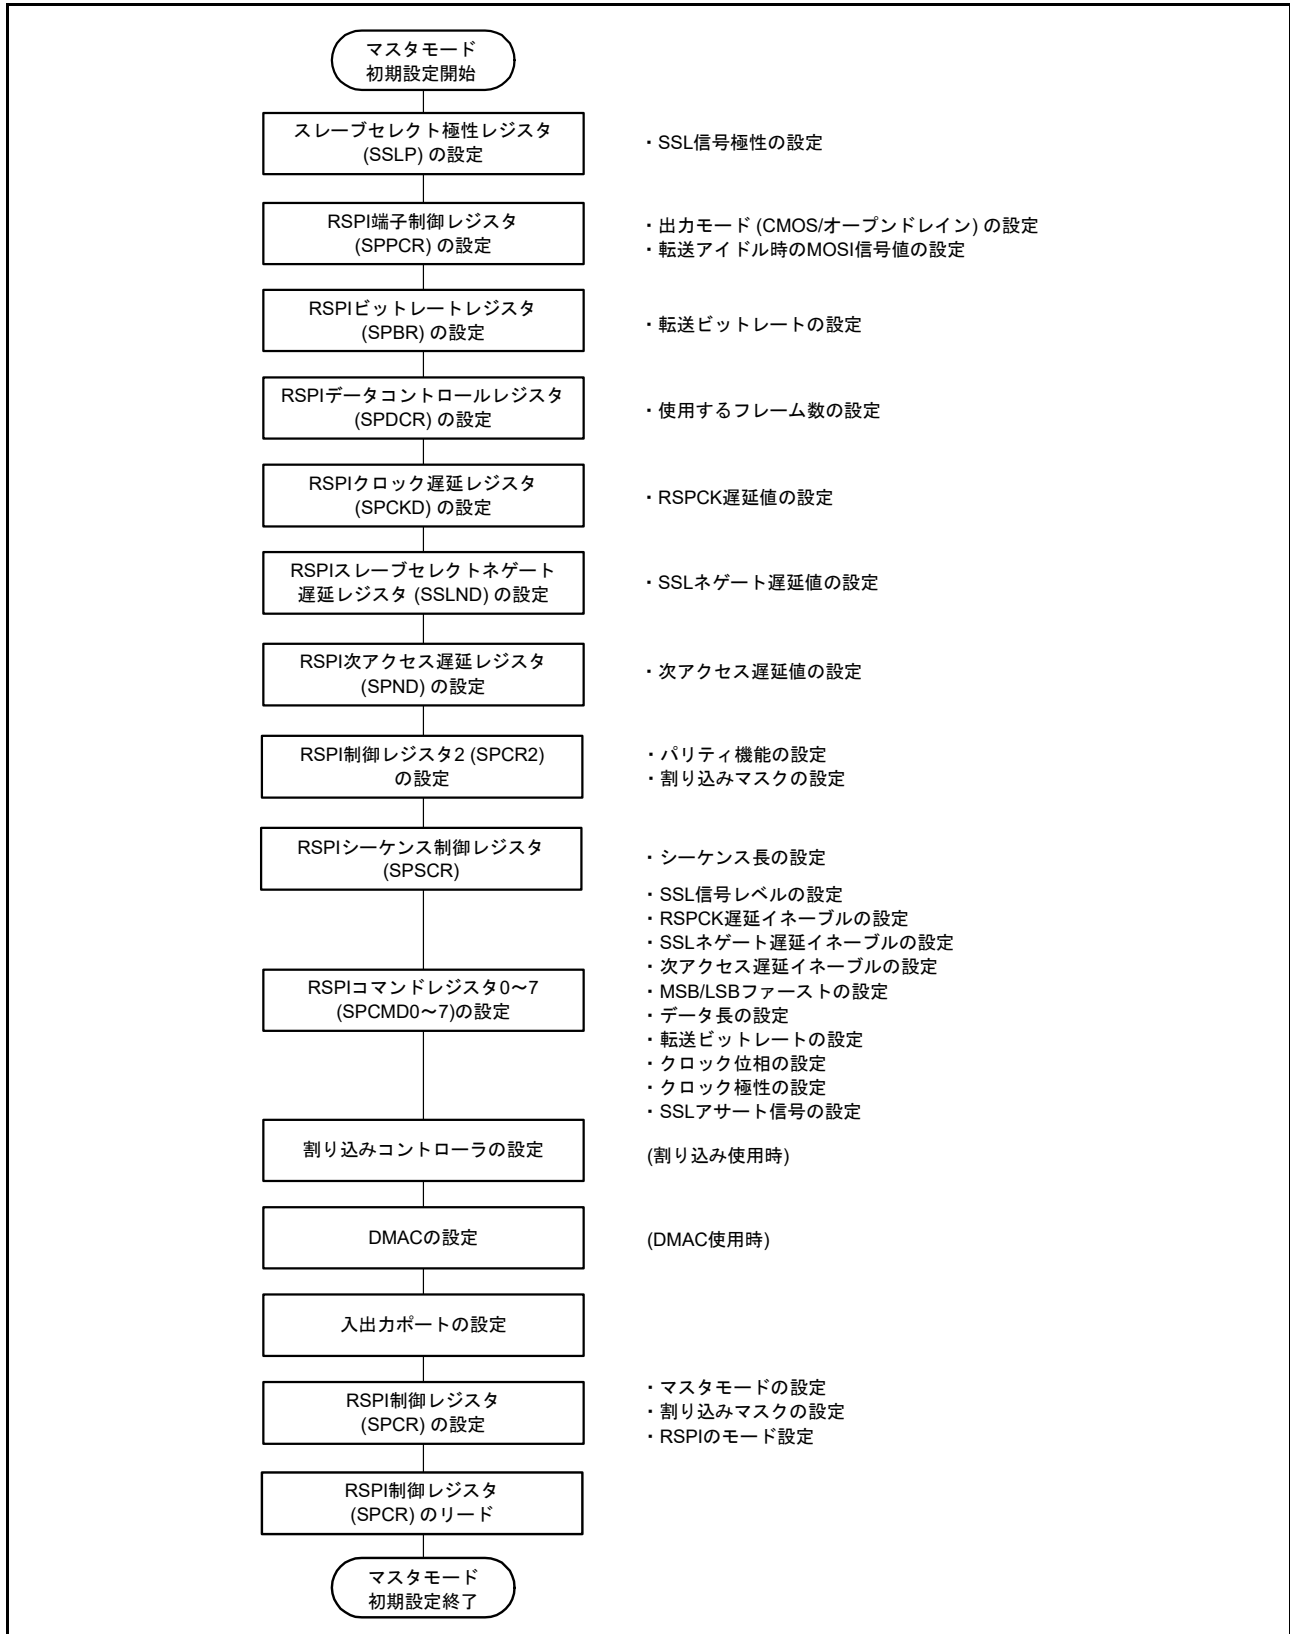 マスタモード
初期設定開始
スレーブセレクト極性レジスタ
(SSLP) の設定
・SSL信号極性の設定
RSPI端子制御レジスタ
(SPPCR) の設定
・出力モード (CMOS/オープンドレイン) の設定
・転送アイドル時のMOSI信号値の設定
RSPIビットレートレジスタ
(SPBR) の設定
・転送ビットレートの設定
RSPIデータコントロールレジスタ
(SPDCR) の設定
・使用するフレーム数の設定
RSPIクロック遅延レジスタ
(SPCKD) の設定
・RSPCK遅延値の設定
RSPIスレーブセレクトネゲート
遅延レジスタ (SSLND) の設定
・SSLネゲート遅延値の設定
RSPI次アクセス遅延レジスタ
(SPND) の設定
・次アクセス遅延値の設定
RSPI制御レジスタ2 (SPCR2)
の設定
・パリティ機能の設定
・割り込みマスクの設定
RSPIシーケンス制御レジスタ
(SPSCR)
・シーケンス長の設定
RSPIコマンドレジスタ0～7
(SPCMD0～7)の設定
・SSL信号レベルの設定
・RSPCK遅延イネーブルの設定
・SSLネゲート遅延イネーブルの設定
・次アクセス遅延イネーブルの設定
・MSB/LSBファーストの設定
・データ長の設定
・転送ビットレートの設定
・クロック位相の設定
・クロック極性の設定
・SSLアサート信号の設定
割り込みコントローラの設定
(割り込み使用時)
DMACの設定
(DMAC使用時)
入出力ポートの設定
RSPI制御レジスタ
(SPCR) の設定
・マスタモードの設定
・割り込みマスクの設定
・RSPIのモード設定
RSPI制御レジスタ
(SPCR) のリード
マスタモード
初期設定終了